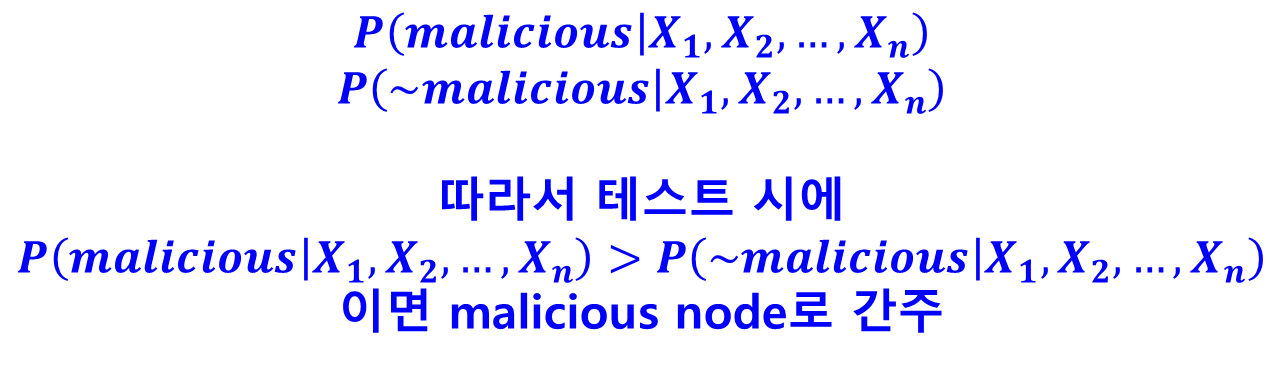 P(malicious|X₁, X₂, …, Xₙ)
P(~malicious|X₁, X₂, …, Xₙ)
따라서 테스트 시에
P(malicious|X₁, X₂, …, Xₙ) > P(~malicious|X₁, X₂, …, Xₙ)
이면 malicious node로 간주